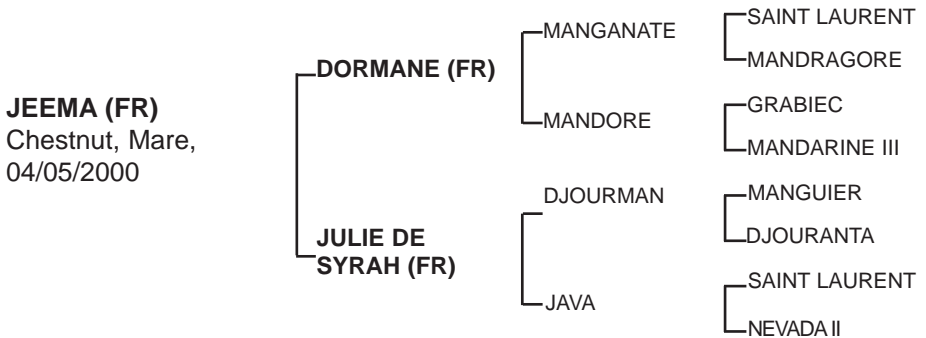 JEEMA (FR)
Chestnut, Mare,
04/05/2000
DORMANE (FR)
JULIE DE
SYRAH (FR)
MANGANATE
MANDORE
DJOURMAN
JAVA
SAINT LAURENT
MANDRAGORE
GRABIEC
MANDARINE III
MANGUIER
DJOURANTA
SAINT LAURENT
NEVADA II